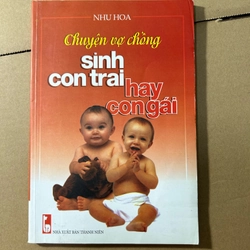 NHƯ HOA
Chuyện vợ chồng
sinh
con trai
hay
con gái
NHÀ XUẤT BẢN THANH NIÊN